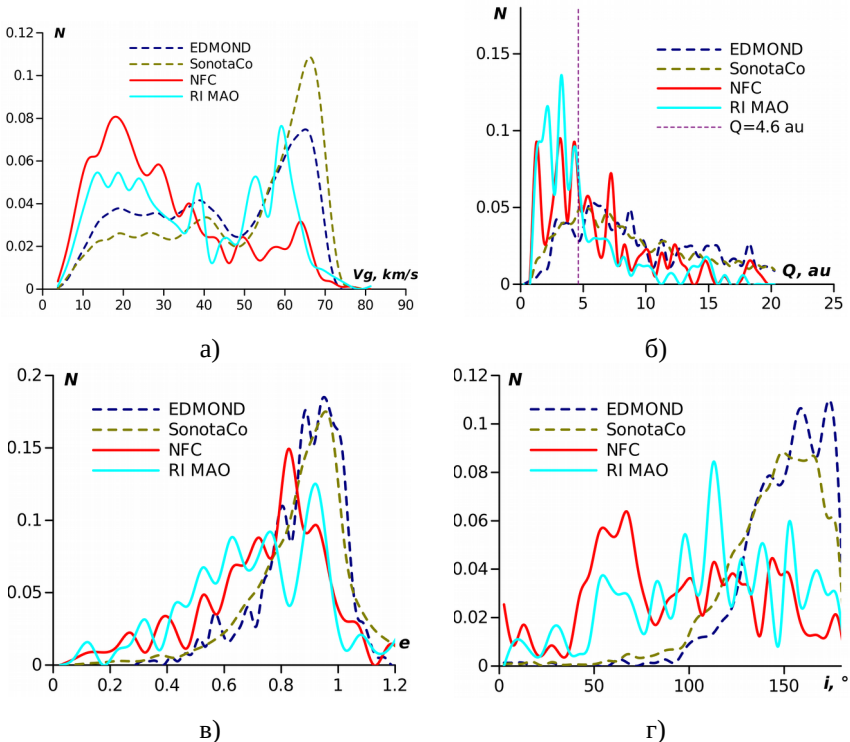 N
0.12
0.1
0.08
0.06
0.04
0.02
0
EDMOND
SonotaCo
NFC
RI MAO
Vg, km/s
0 10 20 30 40 50 60 70 80 90
а)
N
0.15
0.1
0.05
0
EDMOND
SonotaCo
NFC
RI MAO
Q=4.6 au
Q, au
0 5 10 15 20 25
б)
N
0.2
0.15
0.1
0.05
0
EDMOND
SonotaCo
NFC
RI MAO
e
0 0.2 0.4 0.6 0.8 1 1.2
в)
N
0.12
0.1
0.08
0.06
0.04
0.02
0
EDMOND
SonotaCo
NFC
RI MAO
0 50 100 150 i, °
г)